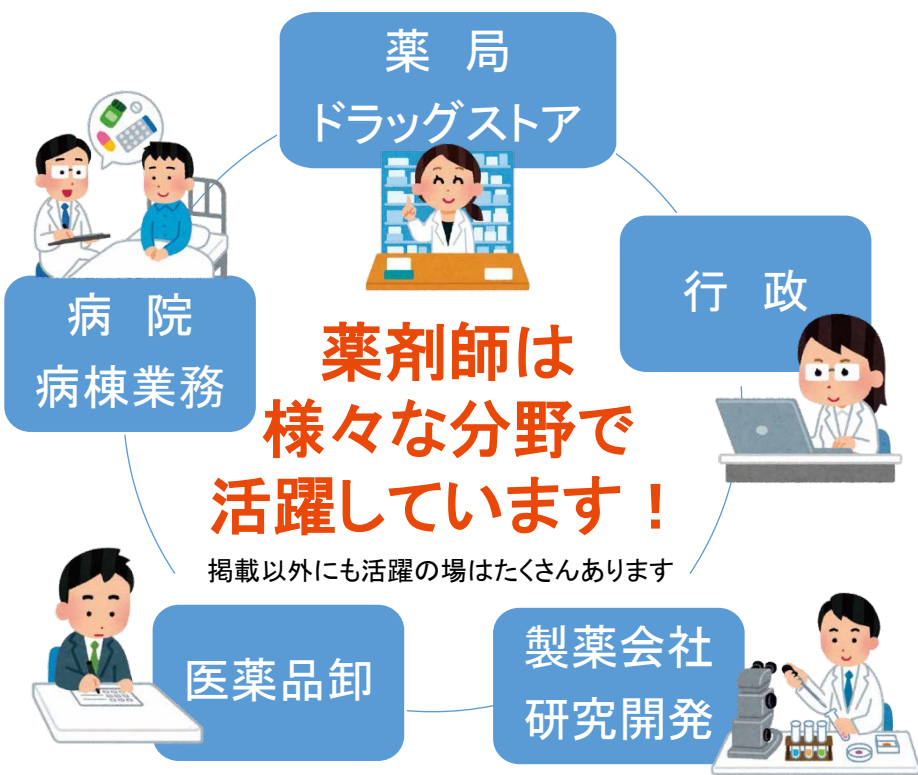 薬　局
ドラッグストア
行　政
病　院
病棟業務
薬剤師は
様々な分野で
活躍しています！
掲載以外にも活躍の場はたくさんあります
医薬品卸
製薬会社
研究開発